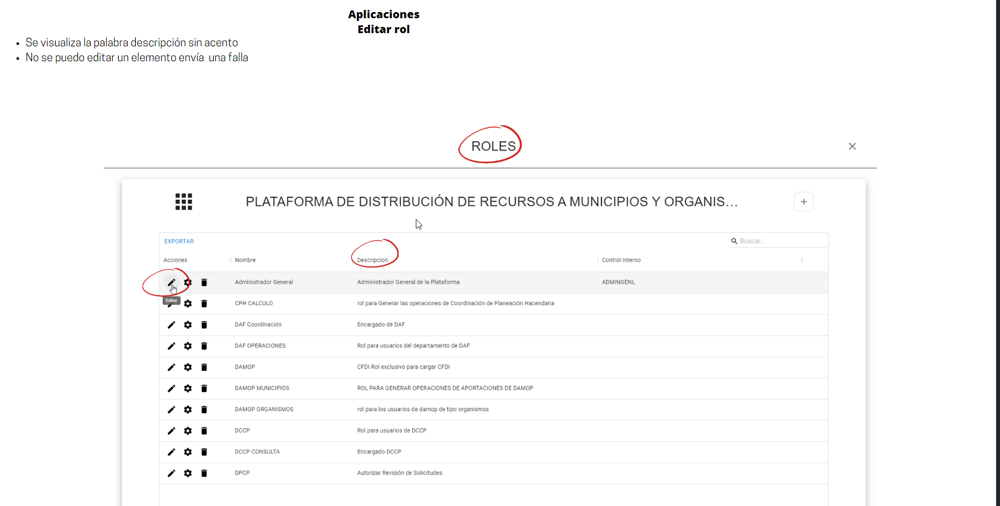 Aplicaciones
Editar rol
• Se visualiza la palabra descripción sin acento
• No se puedo editar un elemento envía una falla
ROLES
PLATAFORMA DE DISTRIBUCIÓN DE RECURSOS A MUNICIPIOS Y ORGANIS...
EXPORTAR Buscar...
Acciones Nombre Descripcion Control Interno
Administrador General Administrador General de la Plataforma ADMINGENL
Editar
CPH CALCULO rol para Generar las operaciones de Coordinación de Planeación Hacendaria
DAF Coordinación Encargado de DAF
DAF OPERACIONES Rol para usuarios del departamento de DAF
DAMOP CFDI Rol exclusivo para cargar CFDI
DAMOP MUNICIPIOS ROL PARA GENERAR OPERACIONES DE APORTACIONES DE DAMOP
DAMOP ORGANISMOS rol para los usuarios de damop de tipo organismos
DCCP Rol para usuarios de DCCP
DCCP CONSULTA Encargado DCCP
DPCP Autorizar Revisión de Solicitudes